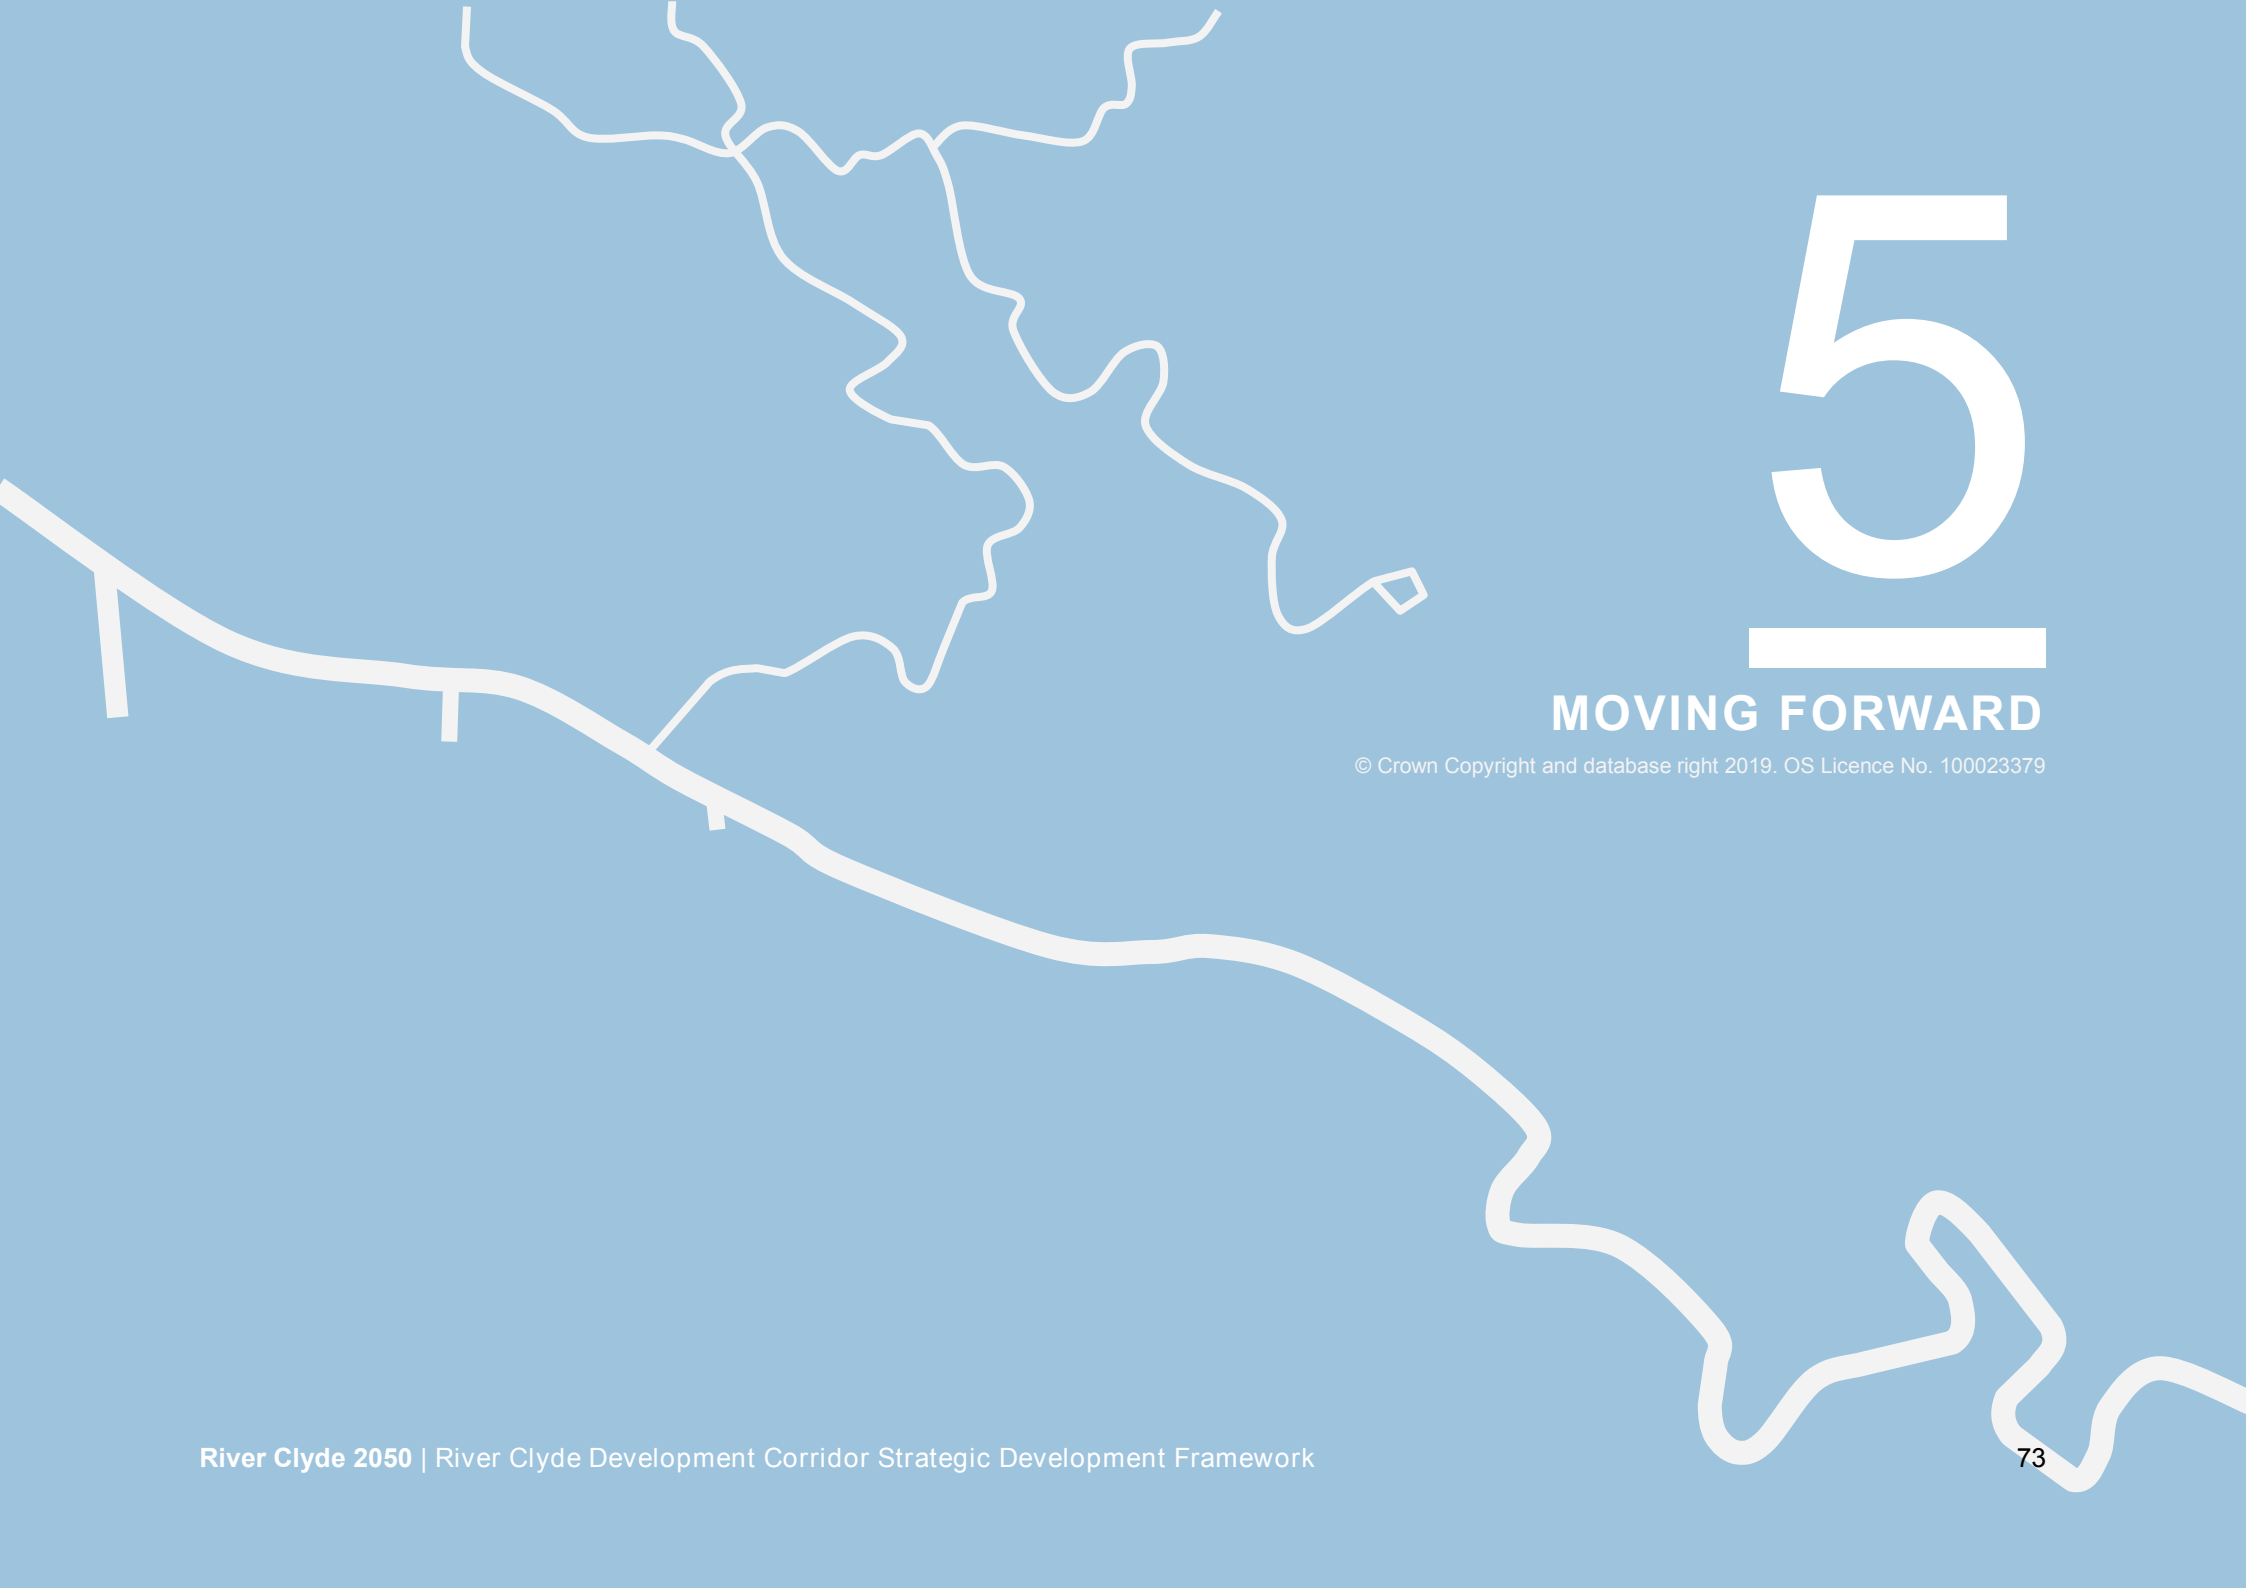 5
MOVING FORWARD
© Crown Copyright and database right 2019. OS Licence No. 100023379
River Clyde 2050 | River Clyde Development Corridor Strategic Development Framework
73